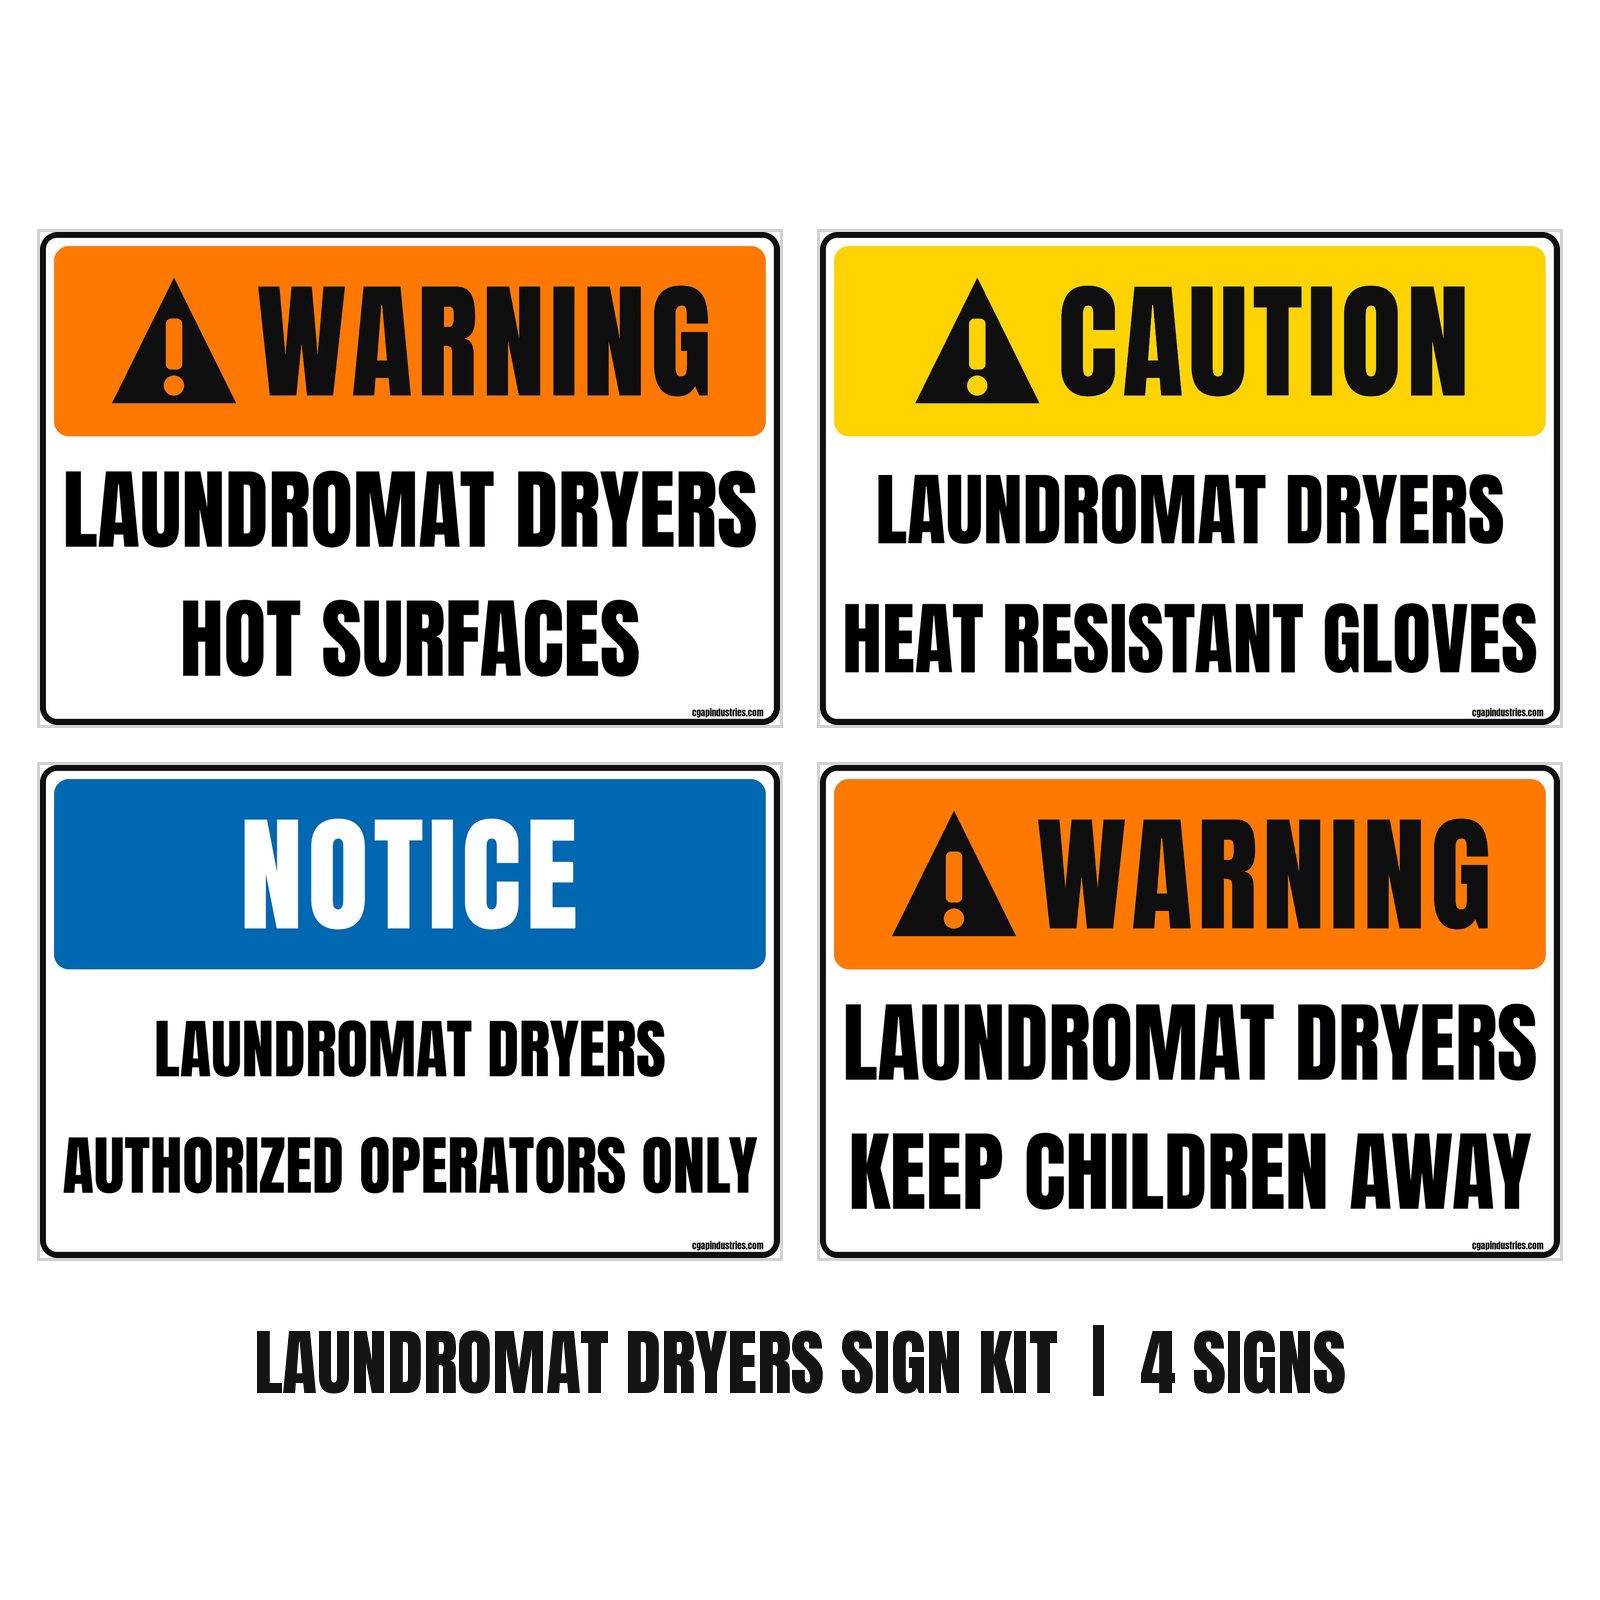 WARNING
LAUNDROMAT DRYERS
HOT SURFACES
cgapindustries.com
CAUTION
LAUNDROMAT DRYERS
HEAT RESISTANT GLOVES
cgapindustries.com
NOTICE
LAUNDROMAT DRYERS
AUTHORIZED OPERATORS ONLY
cgapindustries.com
WARNING
LAUNDROMAT DRYERS
KEEP CHILDREN AWAY
cgapindustries.com
LAUNDROMAT DRYERS SIGN KIT | 4 SIGNS